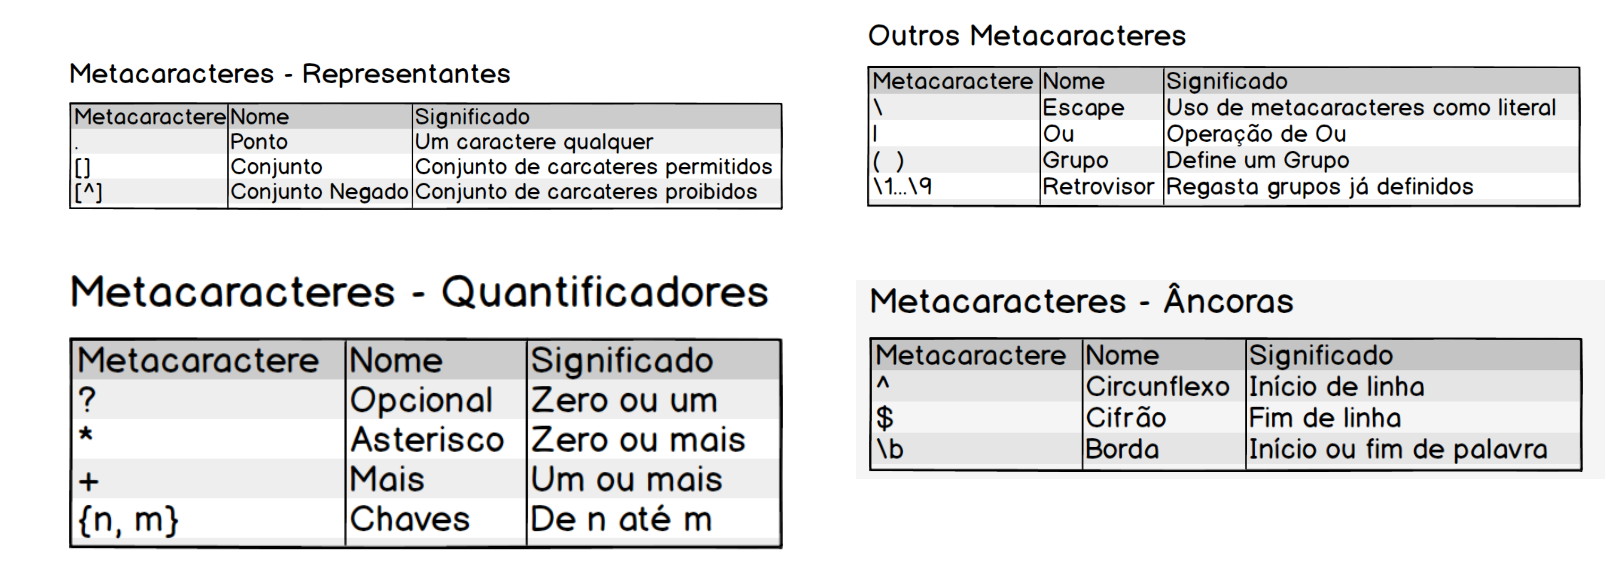 Metacaracteres - Representantes
Metacaractere Nome Significado
. Ponto Um caractere qualquer
[] Conjunto Conjunto de carcateres permitidos
[^] Conjunto Negado Conjunto de carcateres proibidos
Outros Metacaracteres
Metacaractere Nome Significado
\ Escape Uso de metacaracteres como literal
| Ou Operação de Ou
( ) Grupo Define um Grupo
\1...\9 Retrovisor Regasta grupos já definidos
Metacaracteres - Quantificadores
Metacaractere Nome Significado
? Opcional Zero ou um
* Asterisco Zero ou mais
+ Mais Um ou mais
{n, m} Chaves De n até m
Metacaracteres - Âncoras
Metacaractere Nome Significado
^ Circunflexo Início de linha
$ Cifrão Fim de linha
\b Borda Início ou fim de palavra